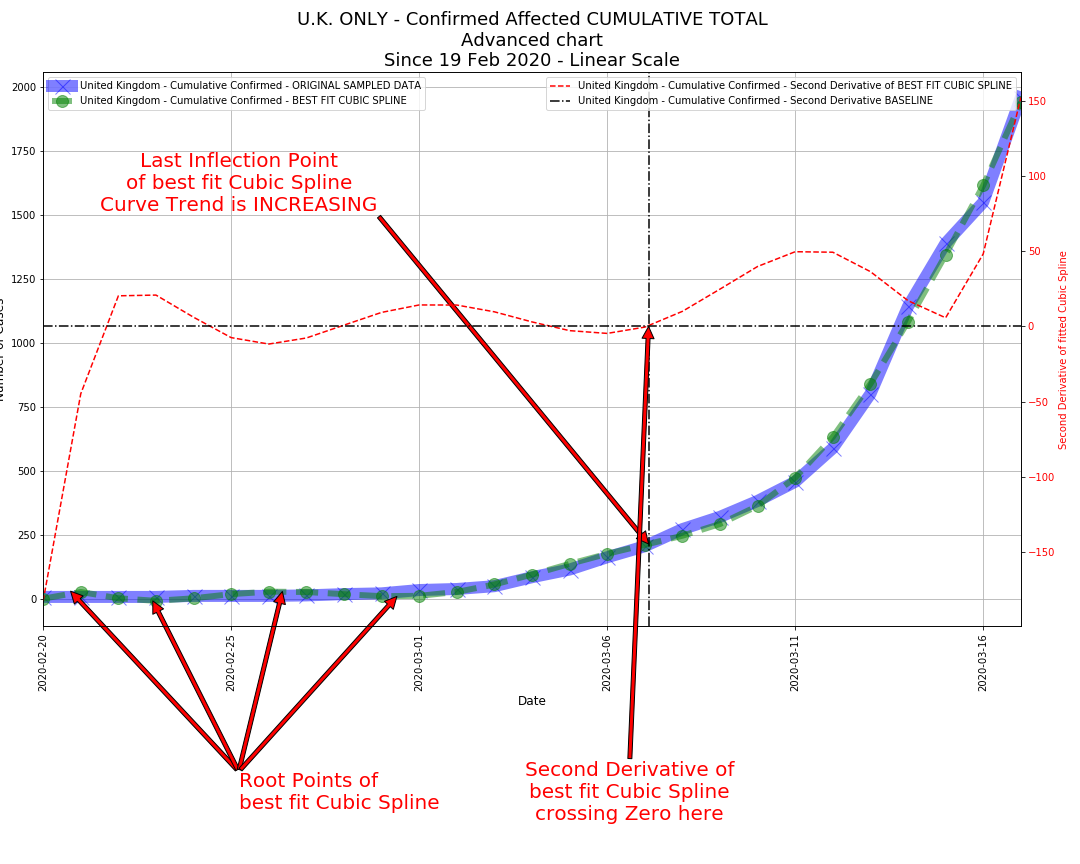 U.K. ONLY - Confirmed Affected CUMULATIVE TOTAL
Advanced chart
Since 19 Feb 2020 - Linear Scale
United Kingdom - Cumulative Confirmed - ORIGINAL SAMPLED DATA
United Kingdom - Cumulative Confirmed - BEST FIT CUBIC SPLINE
United Kingdom - Cumulative Confirmed - Second Derivative of BEST FIT CUBIC SPLINE
United Kingdom - Cumulative Confirmed - Second Derivative BASELINE
2000
1750
1500
1250
1000
750
500
250
0
Number of Cases
Last Inflection Point
of best fit Cubic Spline
Curve Trend is INCREASING
150
100
50
0
−50
−100
−150
Second Derivative of fitted Cubic Spline
2020-02-20
2020-02-25
2020-03-01
2020-03-06
2020-03-11
2020-03-16
Date
Root Points of
best fit Cubic Spline
Second Derivative of
best fit Cubic Spline
crossing Zero here